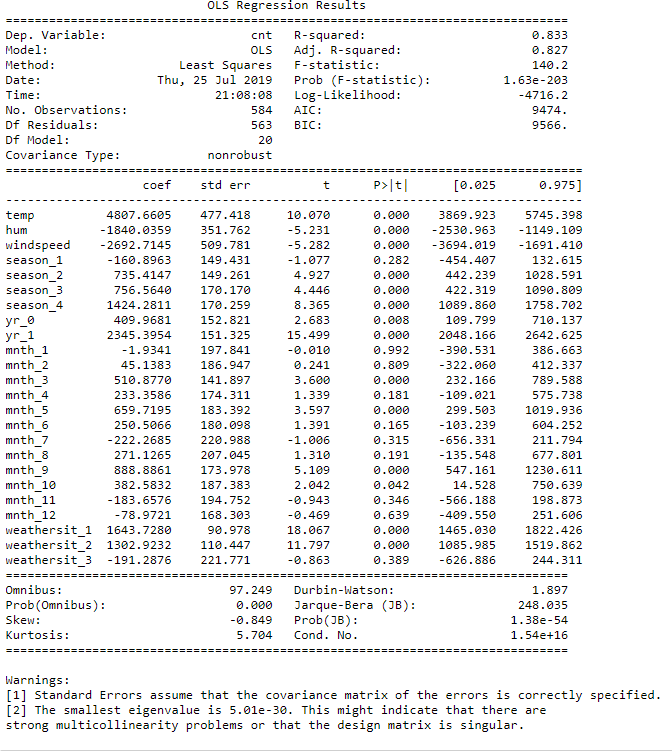 OLS Regression Results
==============================================================================
Dep. Variable: cnt R-squared: 0.833
Model: OLS Adj. R-squared: 0.827
Method: Least Squares F-statistic: 140.2
Date: Thu, 25 Jul 2019 Prob (F-statistic): 1.63e-203
Time: 21:08:08 Log-Likelihood: -4716.2
No. Observations: 584 AIC: 9474.
Df Residuals: 563 BIC: 9566.
Df Model: 20
Covariance Type: nonrobust
==============================================================================
coef std err t P>|t| [0.025 0.975]
------------------------------------------------------------------------------
temp 4807.6605 477.418 10.070 0.000 3869.923 5745.398
hum -1840.0359 351.762 -5.231 0.000 -2530.963 -1149.109
windspeed -2692.7145 509.781 -5.282 0.000 -3694.019 -1691.410
season_1 -160.8963 149.431 -1.077 0.282 -454.407 132.615
season_2 735.4147 149.261 4.927 0.000 442.239 1028.591
season_3 756.5640 170.170 4.446 0.000 422.319 1090.809
season_4 1424.2811 170.259 8.365 0.000 1089.860 1758.702
yr_0 409.9681 152.821 2.683 0.008 109.799 710.137
yr_1 2345.3954 151.325 15.499 0.000 2048.166 2642.625
mnth_1 -1.9341 197.841 -0.010 0.992 -390.531 386.663
mnth_2 45.1383 186.947 0.241 0.809 -322.060 412.337
mnth_3 510.8770 141.897 3.600 0.000 232.166 789.588
mnth_4 233.3586 174.311 1.339 0.181 -109.021 575.738
mnth_5 659.7195 183.392 3.597 0.000 299.503 1019.936
mnth_6 250.5066 180.098 1.391 0.165 -103.239 604.252
mnth_7 -222.2685 220.988 -1.006 0.315 -656.331 211.794
mnth_8 271.1265 207.045 1.310 0.191 -135.548 677.801
mnth_9 888.8861 173.978 5.109 0.000 547.161 1230.611
mnth_10 382.5832 187.383 2.042 0.042 14.528 750.639
mnth_11 -183.6576 194.752 -0.943 0.346 -566.188 198.873
mnth_12 -78.9721 168.303 -0.469 0.639 -409.550 251.606
weathersit_1 1643.7280 90.978 18.067 0.000 1465.030 1822.426
weathersit_2 1302.9232 110.447 11.797 0.000 1085.985 1519.862
weathersit_3 -191.2876 221.771 -0.863 0.389 -626.886 244.311
==============================================================================
Omnibus: 97.249 Durbin-Watson: 1.897
Prob(Omnibus): 0.000 Jarque-Bera (JB): 248.035
Skew: -0.849 Prob(JB): 1.38e-54
Kurtosis: 5.704 Cond. No. 1.54e+16
==============================================================================
Warnings:
[1] Standard Errors assume that the covariance matrix of the errors is correctly specified.
[2] The smallest eigenvalue is 5.01e-30. This might indicate that there are
strong multicollinearity problems or that the design matrix is singular.